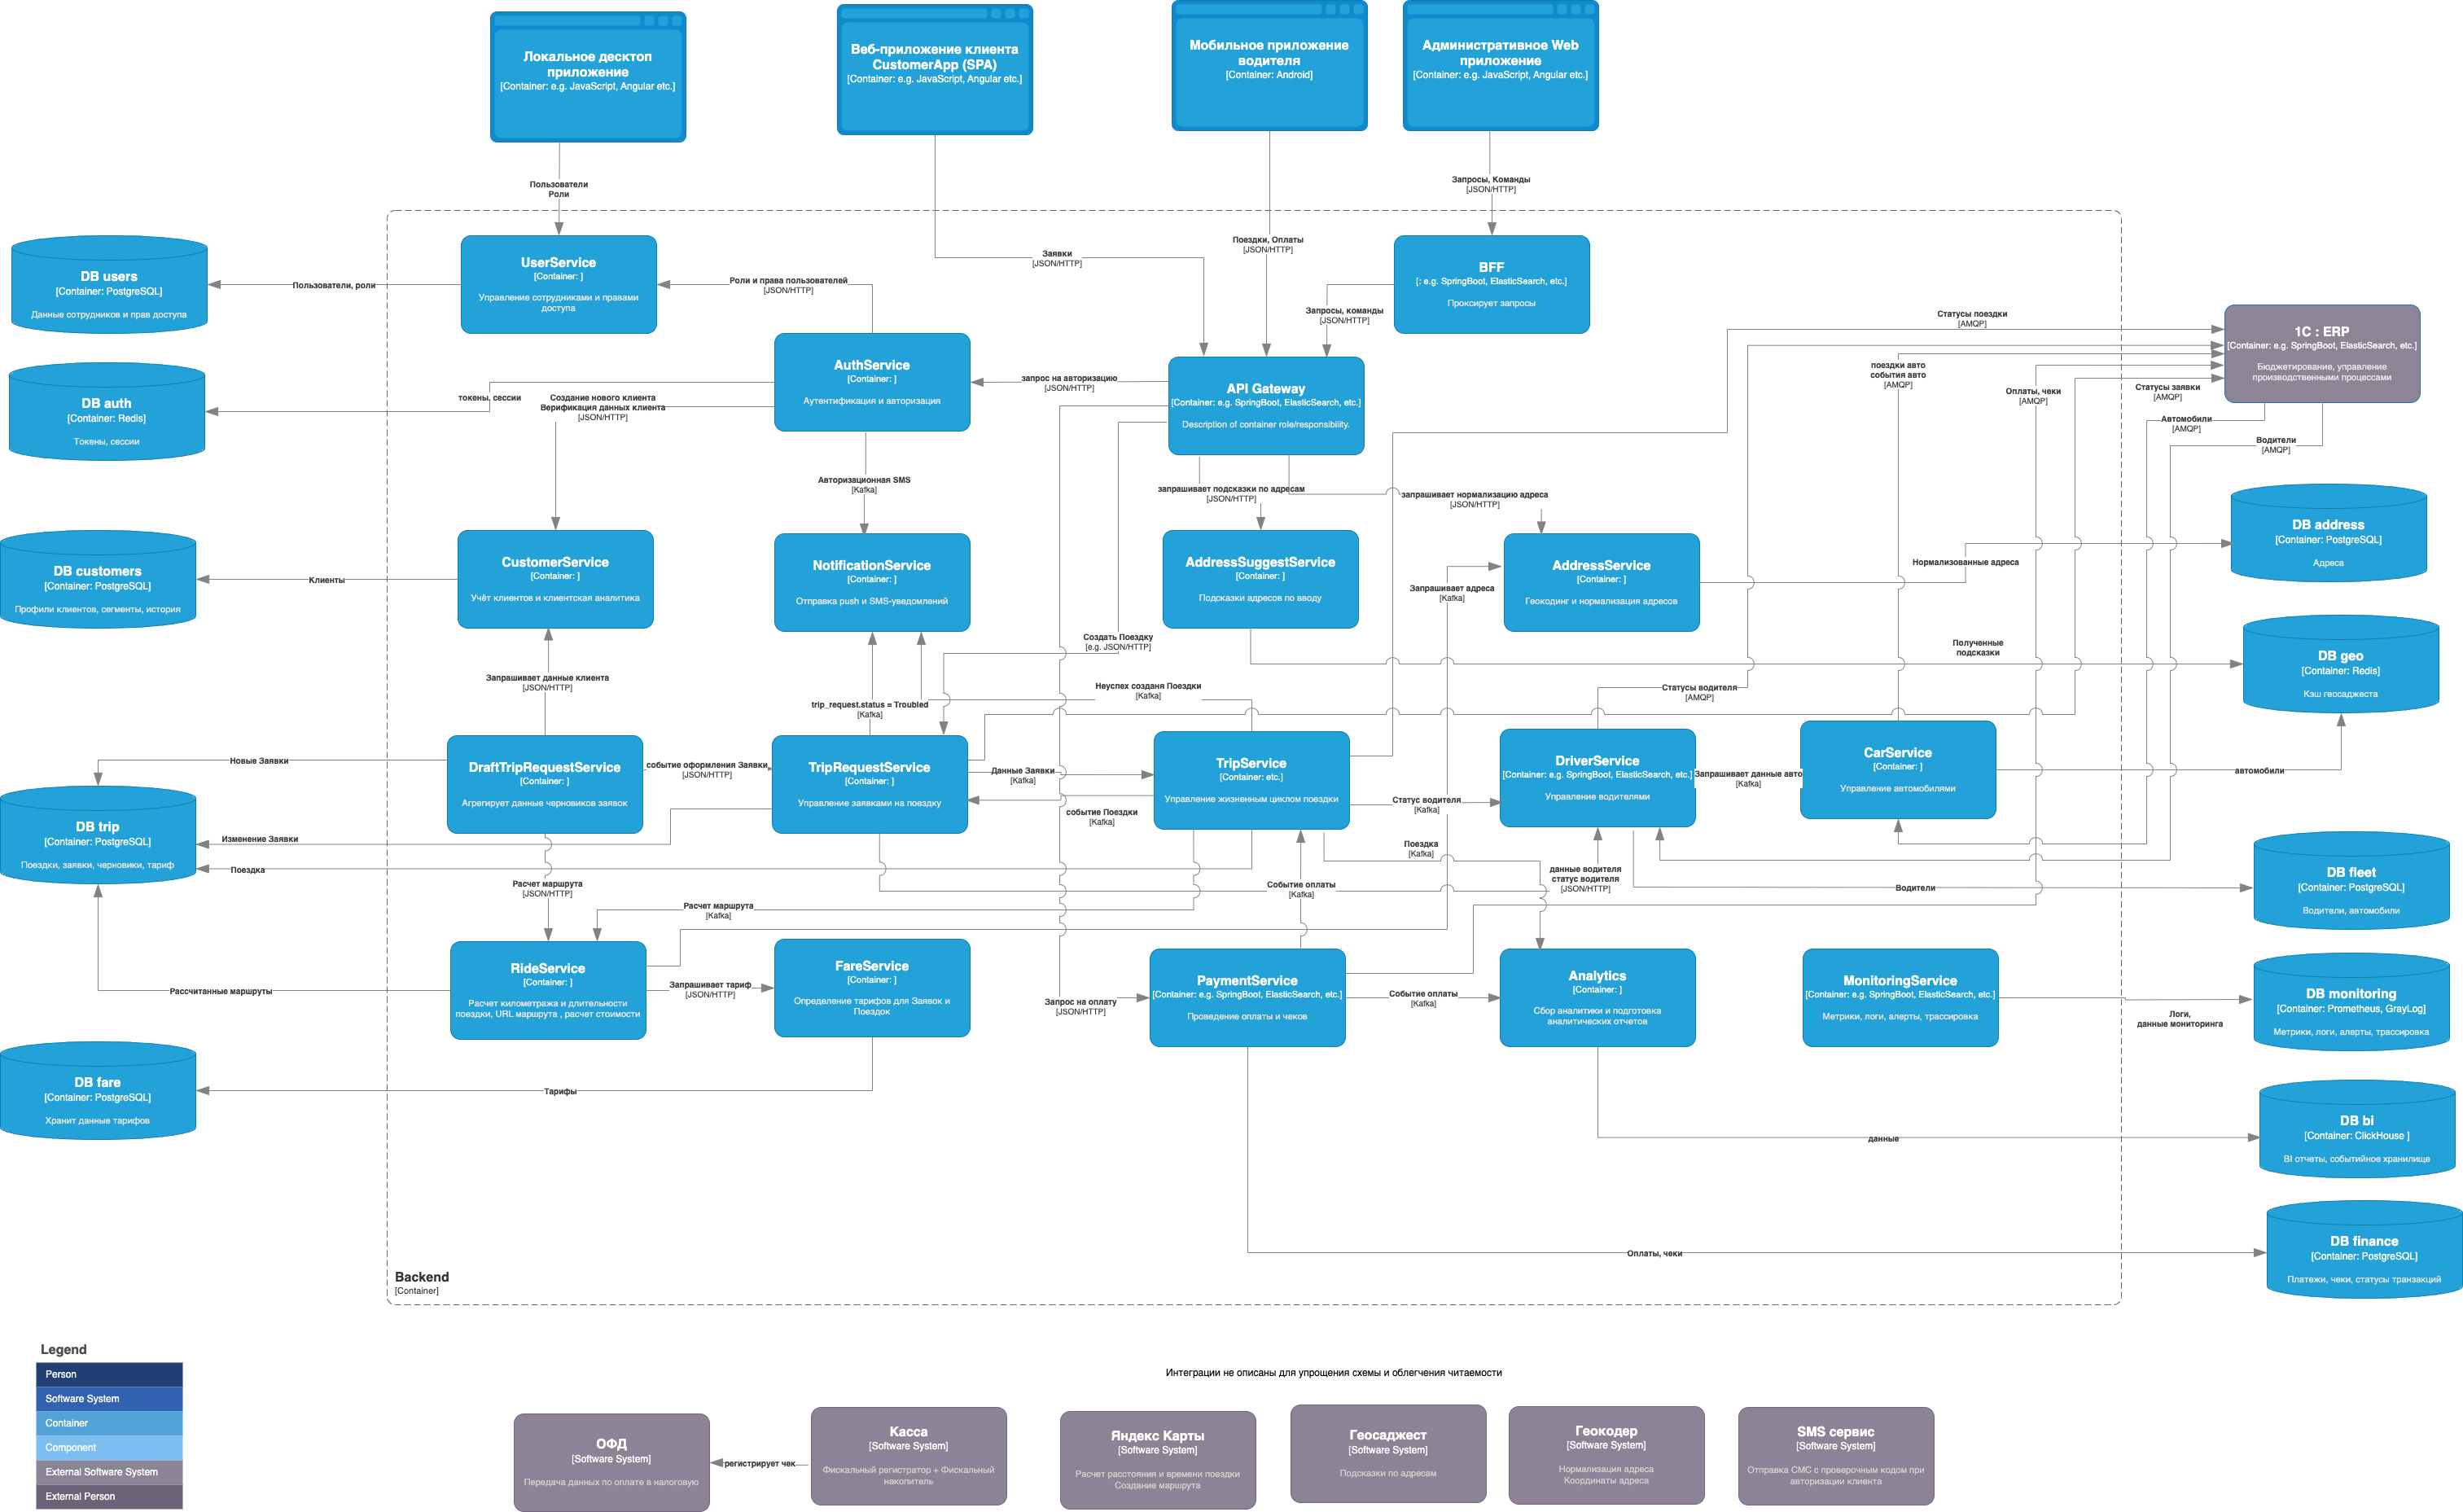 Локальное десктоп
приложение
[Container: e.g. JavaScript, Angular etc.]
Веб-приложение клиента
CustomerApp (SPA)
[Container: e.g. JavaScript, Angular etc.]
Мобильное приложение
водителя
[Container: Android]
Административное Web
приложение
[Container: e.g. JavaScript, Angular etc.]
Пользователи
Роли
Запросы, Команды
[JSON/HTTP]
Заявки
[JSON/HTTP]
Поездки, Оплаты
[JSON/HTTP]
DB users
[Container: PostgreSQL]
Данные сотрудников и прав доступа
Пользователи, роли
UserService
[Container: ]
Управление сотрудниками и правами
доступа
Роли и права пользователей
[JSON/HTTP]
BFF
[: e.g. SpringBoot, ElasticSearch, etc.]
Проксирует запросы
Запросы, команды
[JSON/HTTP]
Статусы поездки
[AMQP]
1C : ERP
[Container: e.g. SpringBoot, ElasticSearch, etc.]
Бюджетирование, управление
производственными процессами
поездки авто
события авто
[AMQP]
Оплаты, чеки
[AMQP]
Статусы заявки
[AMQP]
Автомобили
[AMQP]
Водители
[AMQP]
DB auth
[Container: Redis]
Токены, сессии
токены, сессии
Создание нового клиента
Верификация данных клиента
[JSON/HTTP]
AuthService
[Container: ]
Аутентификация и авторизация
запрос на авторизацию
[JSON/HTTP]
API Gateway
[Container: e.g. SpringBoot, ElasticSearch, etc.]
Description of container role/responsibility.
Авторизационная SMS
[Kafka]
запрашивает подсказки по адресам
[JSON/HTTP]
запрашивает нормализацию адреса
[JSON/HTTP]
DB customers
[Container: PostgreSQL]
Профили клиентов, сегменты, история
Клиенты
CustomerService
[Container: ]
Учёт клиентов и клиентская аналитика
NotificationService
[Container: ]
Отправка push и SMS-уведомлений
AddressSuggestService
[Container: ]
Подсказки адресов по вводу
Запрашивает адреса
[Kafka]
AddressService
[Container: ]
Геокодинг и нормализация адресов
Нормализованные адреса
DB address
[Container: PostgreSQL]
Адреса
Создать Поездку
[e.g. JSON/HTTP]
Полученные
подсказки
DB geo
[Container: Redis]
Кэш геосаджеста
Запрашивает данные клиента
[JSON/HTTP]
trip_request.status = Troubled
[Kafka]
Неуспех созданя Поездки
[Kafka]
Статусы водителя
[AMQP]
Новые Заявки
DraftTripRequestService
[Container: ]
Агрегирует данные черновиков заявок
событие оформления Заявки
[JSON/HTTP]
TripRequestService
[Container: ]
Управление заявками на поездку
Данные Заявки
[Kafka]
событие Поездки
[Kafka]
TripService
[Container: etc.]
Управление жизненным циклом поездки
Статус водителя
[Kafka]
DriverService
[Container: e.g. SpringBoot, ElasticSearch, etc.]
Управление водителями
Запрашивает данные авто
[Kafka]
CarService
[Container: ]
Управление автомобилями
автомобили
DB trip
[Container: PostgreSQL]
Поездки, заявки, черновики, тариф
Изменение Заявки
Поездка
Расчет маршрута
[JSON/HTTP]
Расчет маршрута
[Kafka]
Поездка
[Kafka]
Событие оплаты
[Kafka]
данные водителя
статус водителя
[JSON/HTTP]
Водители
DB fleet
[Container: PostgreSQL]
Водители, автомобили
Рассчитанные маршруты
RideService
[Container: ]
Расчет километража и длительности
поездки, URL маршрута , расчет стоимости
Запрашивает тариф
[JSON/HTTP]
FareService
[Container: ]
Определение тарифов для Заявок и
Поездок
Запрос на оплату
[JSON/HTTP]
PaymentService
[Container: e.g. SpringBoot, ElasticSearch, etc.]
Проведение оплаты и чеков
Событие оплаты
[Kafka]
Analytics
[Container: ]
Сбор аналитики и подготовка
аналитических отчетов
MonitoringService
[Container: e.g. SpringBoot, ElasticSearch, etc.]
Метрики, логи, алерты, трассировка
Логи,
данные мониторинга
DB monitoring
[Container: Prometheus, GrayLog]
Метрики, логи, алерты, трассировка
DB fare
[Container: PostgreSQL]
Хранит данные тарифов
Тарифы
данные
DB bi
[Container: ClickHouse ]
BI отчеты, событийное хранилище
Оплаты, чеки
DB finance
[Container: PostgreSQL]
Платежи, чеки, статусы транзакций
Backend
[Container]
Legend
Person
Software System
Container
Component
External Software System
External Person
Интеграции не описаны для упрощения схемы и облегчения читаемости
ОФД
[Software System]
Передача данных по оплате в налоговую
регистрирует чек
Касса
[Software System]
Фискальный регистратор + Фискальный
накопитель
Яндекс Карты
[Software System]
Расчет расстояния и времени повздки
Создание маршрута
Геосаджест
[Software System]
Подсказки по адресам
Геокодер
[Software System]
Нормализация адреса
Координаты адреса
SMS сервис
[Software System]
Отправка СМС с проверочным кодом при
авторизации клиента